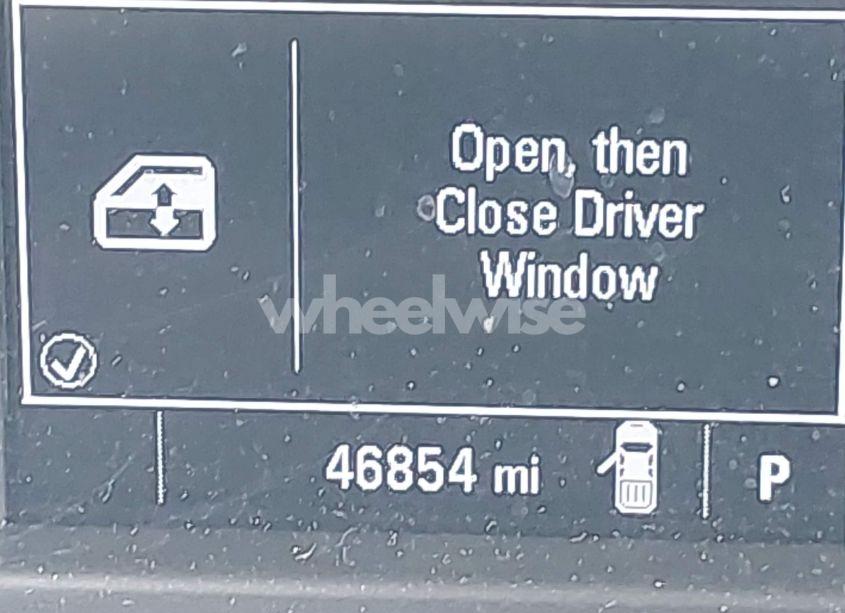 Open, then
Close Driver
Window
wheelwise
46854 mi
P